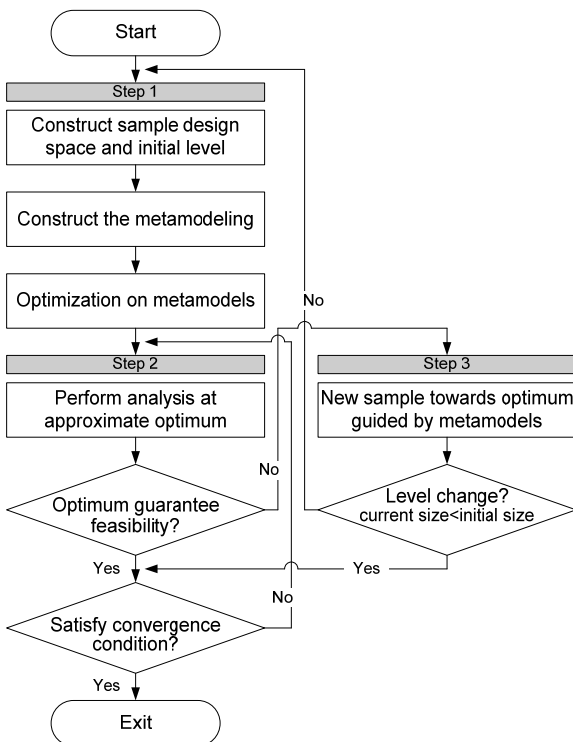 Start
Step 1
Construct sample design
space and initial level
Construct the metamodeling
Optimization on metamodels
No
Step 2
Perform analysis at
approximate optimum
No
Optimum guarantee
feasibility?
Yes
Step 3
New sample towards optimum
guided by metamodels
Level change?
current size<initial size
Yes
No
Satisfy convergence
condition?
Yes
Exit